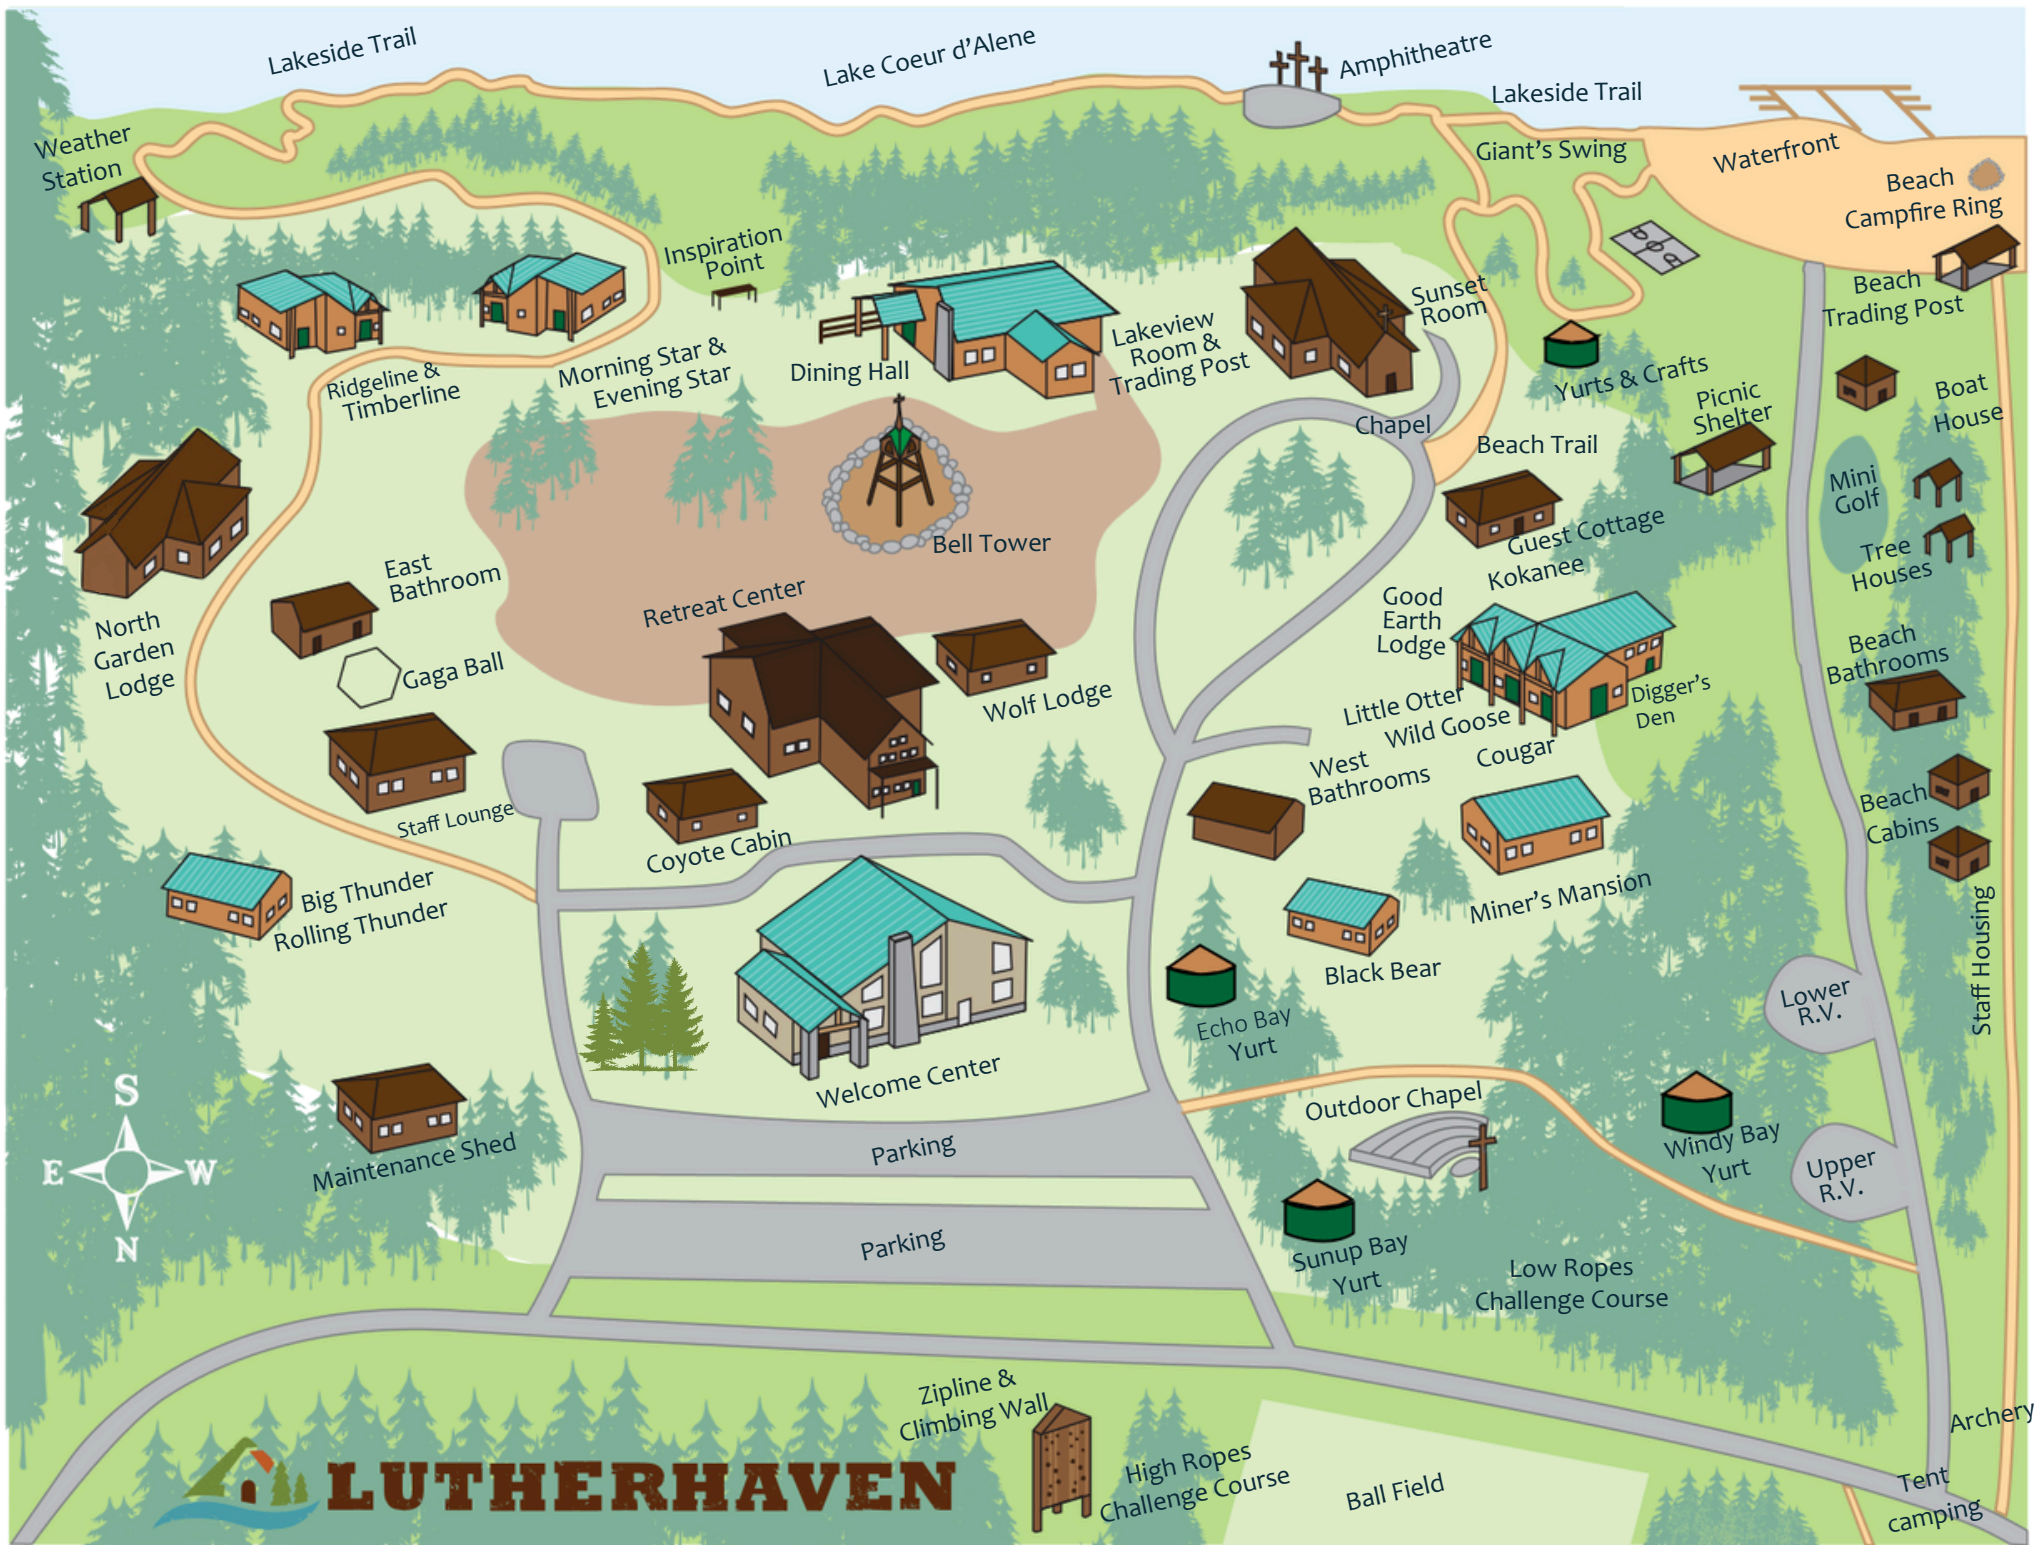 Lakeside Trail
Lake Coeur d'Alene
Amphitheatre
Lakeside Trail
Weather
Station
Giant's Swing
Waterfront
Beach
Campfire Ring
Inspiration
Point
Beach
Trading Post
Sunset
Room
Lakeview
Room &
Trading Post
Dining Hall
Morning Star &
Evening Star
Ridgeline &
Timberline
Yurts & Crafts
Picnic
Shelter
Boat
House
Chapel
Beach Trail
Mini
Golf
Bell Tower
Guest Cottage
Kokanee
Tree
Houses
East
Bathroom
Retreat Center
Good
Earth
Lodge
North
Garden
Lodge
Gaga Ball
Wolf Lodge
Beach
Bathrooms
Little Otter
Wild Goose
Cougar
Digger's
Den
West
Bathrooms
Staff Lounge
Coyote Cabin
Beach
Cabins
Big Thunder
Rolling Thunder
Miner's Mansion
Black Bear
Staff Housing
Echo Bay
Yurt
Lower
R.V.
Welcome Center
Outdoor Chapel
S
E
W
N
Maintenance Shed
Parking
Windy Bay
Yurt
Upper
R.V.
Parking
Sunup Bay
Yurt
Low Ropes
Challenge Course
Zipline &
Climbing Wall
High Ropes
Challenge Course
Ball Field
Archery
Tent
camping
LUTHERHAVEN